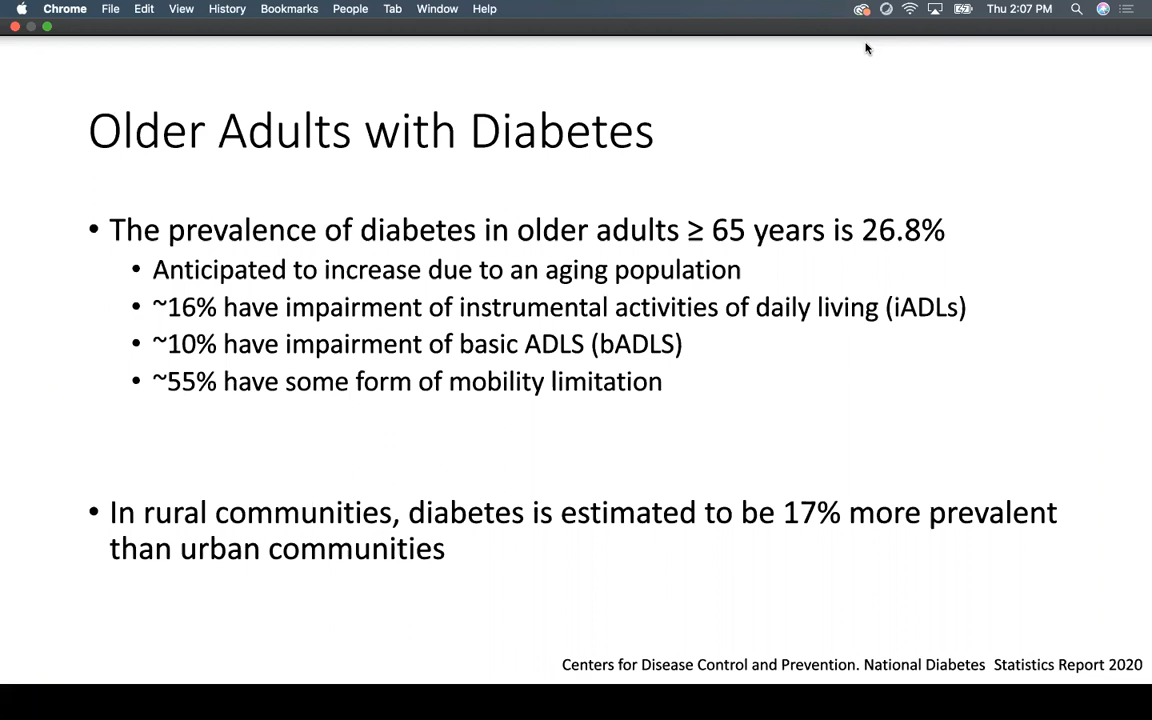 Chrome File Edit View History Bookmarks People Tab Window Help Thu 2:07 PM
Older Adults with Diabetes
• The prevalence of diabetes in older adults ≥ 65 years is 26.8%
• Anticipated to increase due to an aging population
• ~16% have impairment of instrumental activities of daily living (iADLs)
• ~10% have impairment of basic ADLS (bADLS)
• ~55% have some form of mobility limitation
• In rural communities, diabetes is estimated to be 17% more prevalent
than urban communities
Centers for Disease Control and Prevention. National Diabetes Statistics Report 2020